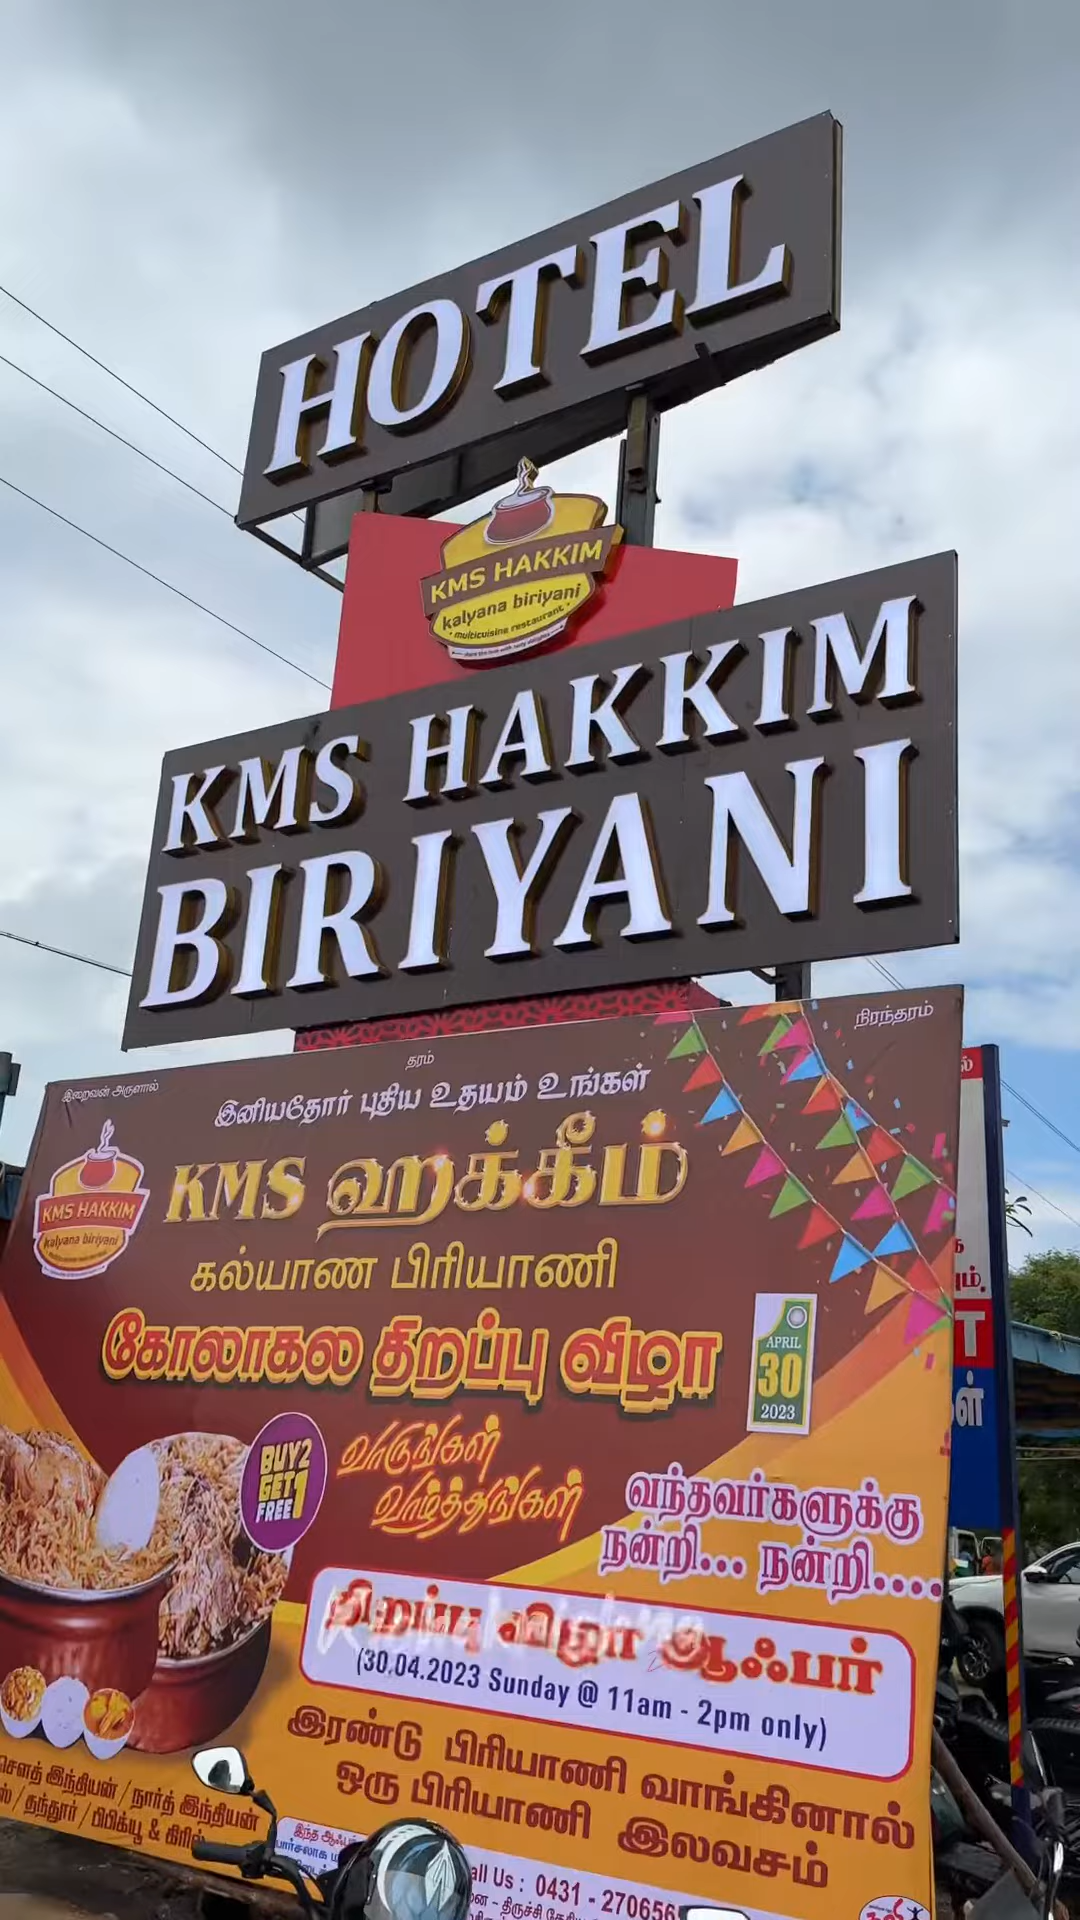 HOTEL
KMS HAKKIM
kalyana biriyani
multicuisine restaurant
KMS HAKKIM
BIRIYANI
இறைவன் அருளால்
தரம்
நிரந்தரம்
இனியதோர் புதிய உதயம் உங்கள்
KMS HAKKIM
kalyana biriyani
KMS ஹக்கீம்
கல்யாண பிரியாணி
கோலாகல திறப்பு விழா
APRIL
30
2023
BUY 2
GET 1
FREE
வாருங்கள்
வாழ்த்துங்கள்
வந்தவர்களுக்கு
நன்றி... நன்றி....
திறப்பு விழா ஆஃபர்
(30.04.2023 Sunday @ 11am - 2pm only)
இரண்டு பிரியாணி வாங்கினால்
ஒரு பிரியாணி இலவசம்
சௌத் இந்தியன் / நார்த் இந்தியன்
/ தந்தூர் / பிபிக்யூ & கிரில்
இந்த
all Us : 0431 - 270656
திருச்சி